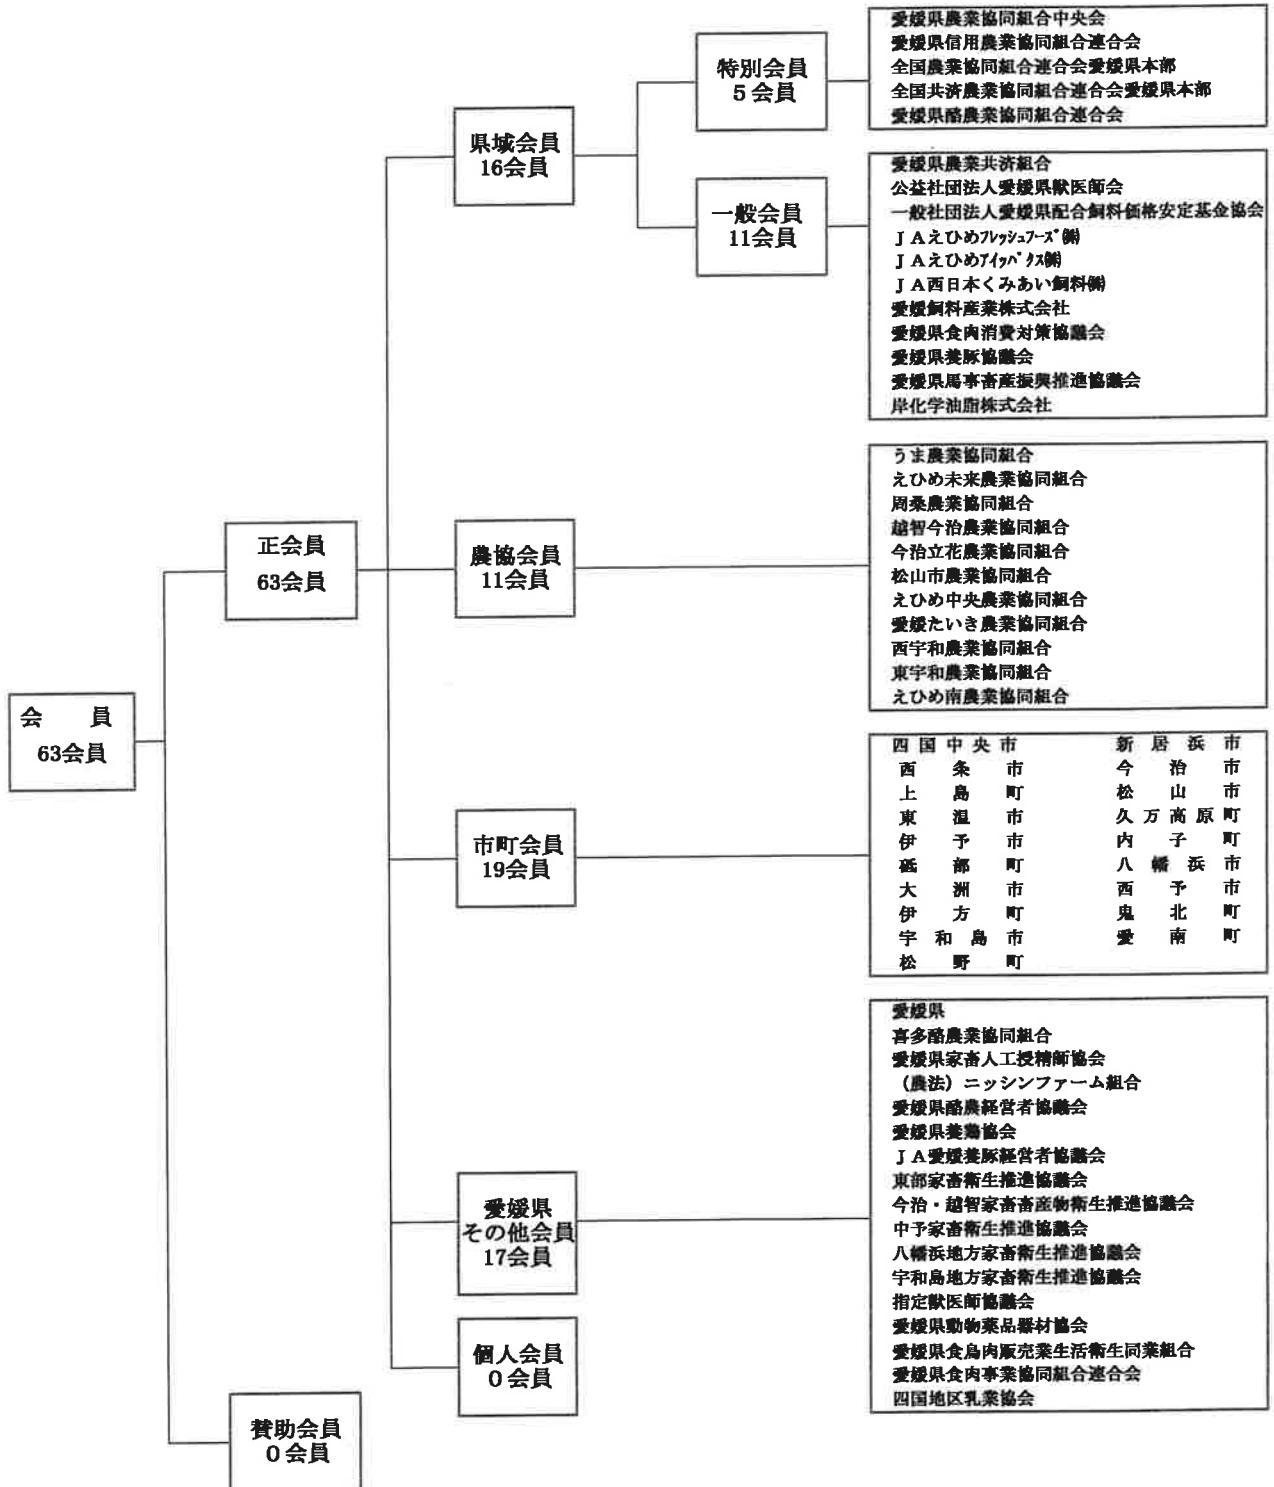 会　員
63会員
正会員
63会員
賛助会員
０会員
県域会員
16会員
特別会員
５会員
愛媛県農業協同組合中央会
愛媛県信用農業協同組合連合会
全国農業協同組合連合会愛媛県本部
全国共済農業協同組合連合会愛媛県本部
愛媛県酪農業協同組合連合会
一般会員
11会員
愛媛県農業共済組合
公益社団法人愛媛県獣医師会
一般社団法人愛媛県配合飼料価格安定基金協会
ＪＡえひめフレッシュフーズ㈱
ＪＡえひめアイパックス㈱
ＪＡ西日本くみあい飼料㈱
愛媛飼料産業株式会社
愛媛県食肉消費対策協議会
愛媛県養豚協議会
愛媛県馬事畜産振興推進協議会
岸化学油脂株式会社
農協会員
11会員
うま農業協同組合
えひめ未来農業協同組合
周桑農業協同組合
越智今治農業協同組合
今治立花農業協同組合
松山市農業協同組合
えひめ中央農業協同組合
愛媛たいき農業協同組合
西宇和農業協同組合
東宇和農業協同組合
えひめ南農業協同組合
市町会員
19会員
四国中央市　新居浜市
西条市　今治市
上島町　松山市
東温市　久万高原町
伊予市　内子町
砥部町　八幡浜市
大洲市　西予市
伊方町　鬼北町
宇和島市　愛南町
松野町
愛媛県
その他会員
17会員
愛媛県
喜多酪農業協同組合
愛媛県家畜人工授精師協会
（農法）ニッシンファーム組合
愛媛県酪農経営者協議会
愛媛県養鶏協会
ＪＡ愛媛養豚経営者協議会
東部家畜衛生推進協議会
今治・越智家畜畜産物衛生推進協議会
中予家畜衛生推進協議会
八幡浜地方家畜衛生推進協議会
宇和島地方家畜衛生推進協議会
指定獣医師協議会
愛媛県動物薬品器材協会
愛媛県食鳥肉販売業生活衛生同業組合
愛媛県食肉事業協同組合連合会
四国地区乳業協会
個人会員
０会員